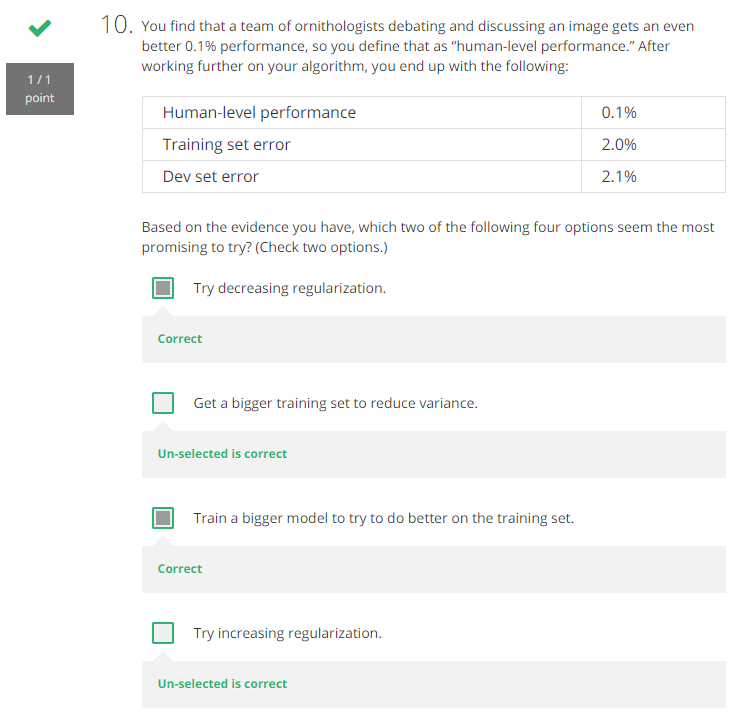 10. You find that a team of ornithologists debating and discussing an image gets an even
better 0.1% performance, so you define that as “human-level performance.” After
working further on your algorithm, you end up with the following:
1 / 1
point
Human-level performance 0.1%
Training set error 2.0%
Dev set error 2.1%
Based on the evidence you have, which two of the following four options seem the most
promising to try? (Check two options.)
Try decreasing regularization.
Correct
Get a bigger training set to reduce variance.
Un-selected is correct
Train a bigger model to try to do better on the training set.
Correct
Try increasing regularization.
Un-selected is correct